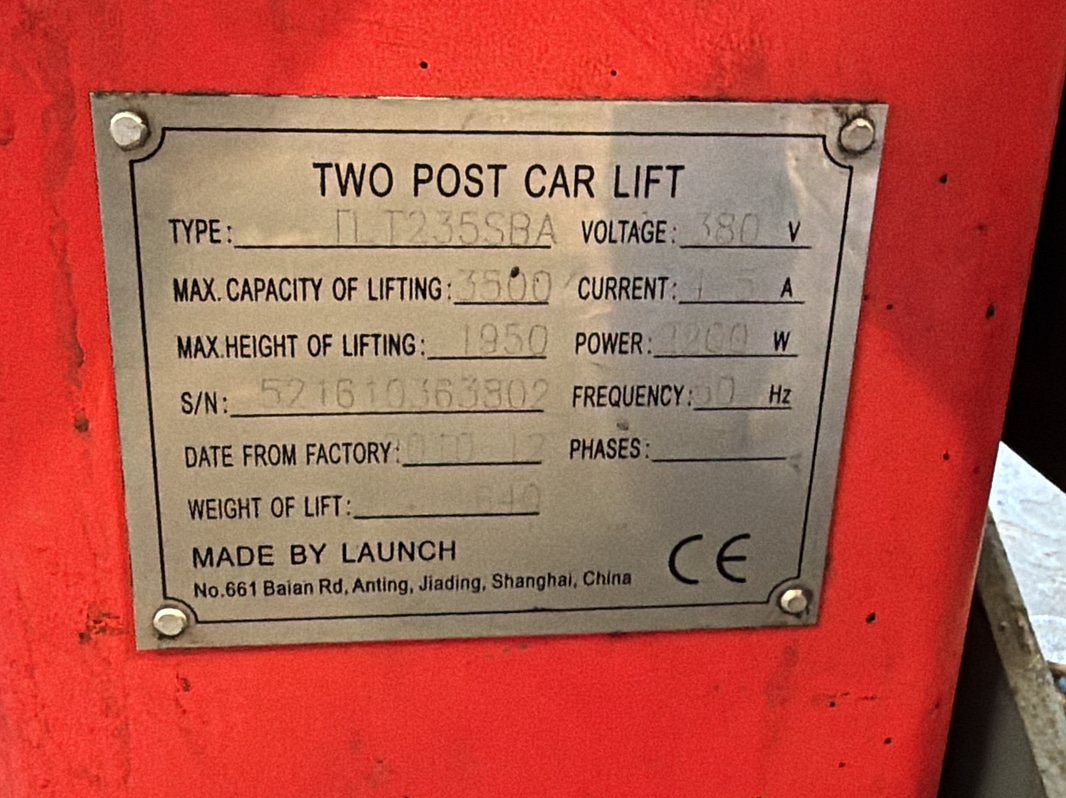 TWO POST CAR LIFT
TYPE: TLT235SBA VOLTAGE: 380 V
MAX. CAPACITY OF LIFTING: 3500 CURRENT: A
MAX.HEIGHT OF LIFTING: 1950 POWER: W
S/N: 521610363802 FREQUENCY: Hz
DATE FROM FACTORY: PHASES:
WEIGHT OF LIFT: 640
MADE BY LAUNCH
No.661 Baian Rd, Anting, Jiading, Shanghai, China
CE